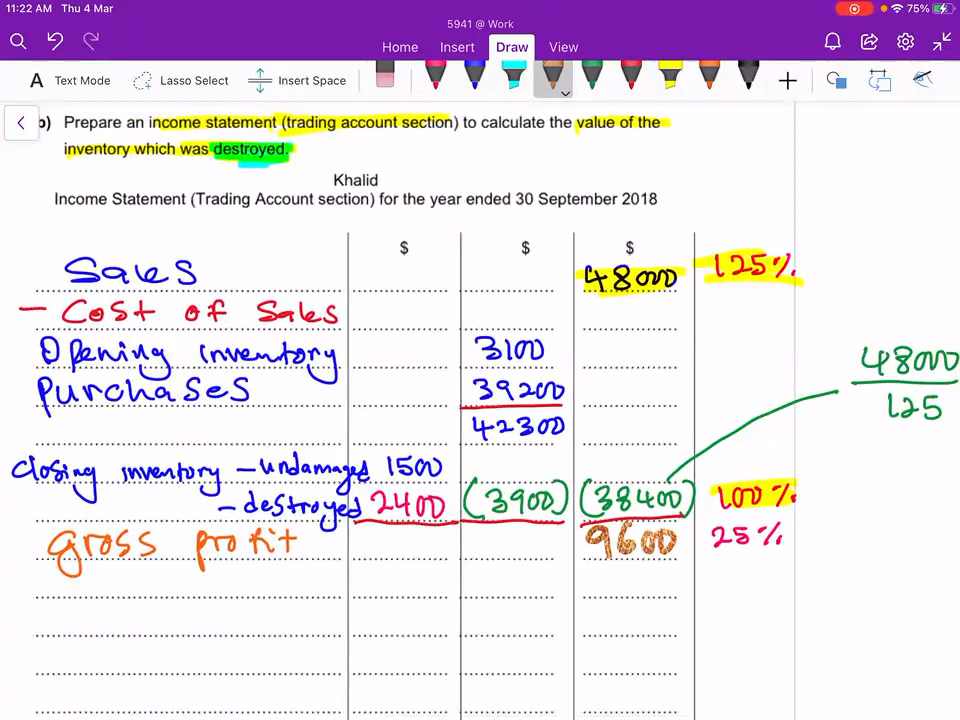 11:22 AM Thu 4 Mar
75%
5941 @ Work
Home Insert Draw View
A Text Mode Lasso Select Insert Space
b) Prepare an income statement (trading account section) to calculate the value of the
inventory which was destroyed.
Khalid
Income Statement (Trading Account section) for the year ended 30 September 2018
$ $ $
Sales 48000 125%
- Cost of Sales
Opening inventory 3100
Purchases 39200
42300
48000
125
Closing inventory - undamaged 1500
- destroyed 2400 (3900) (38400) 100%
gross profit 9600 25%